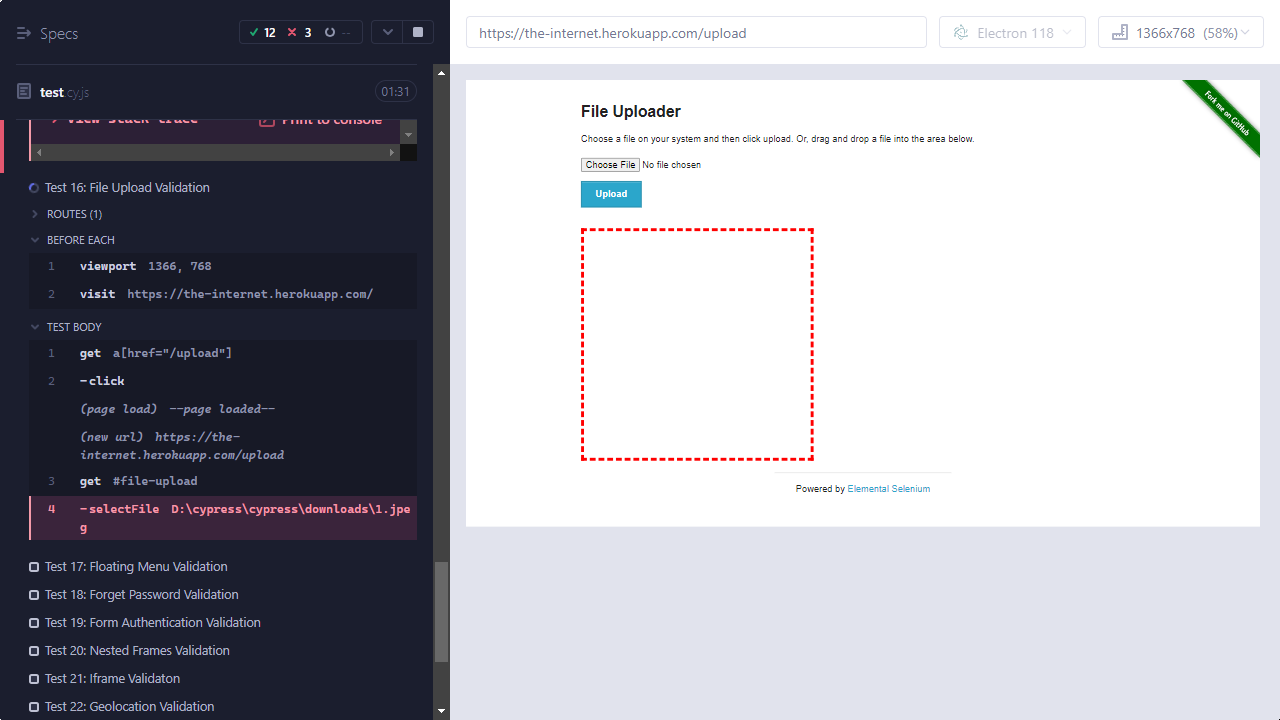 Specs
12
3
--
test cy.js
01:31
View stack trace
Print to console
Test 16: File Upload Validation
ROUTES (1)
BEFORE EACH
1 viewport 1366, 768
2 visit https://the-internet.herokuapp.com/
TEST BODY
1 get a[href="/upload"]
2 -click
(page load) --page loaded--
(new url) https://the-
internet.herokuapp.com/upload
3 get #file-upload
4 -selectFile D:\cypress\cypress\downloads\1.jpe
g
Test 17: Floating Menu Validation
Test 18: Forget Password Validation
Test 19: Form Authentication Validation
Test 20: Nested Frames Validation
Test 21: Iframe Validaton
Test 22: Geolocation Validation
https://the-internet.herokuapp.com/upload
Electron 118
1366x768 (58%)
Fork me on GitHub
File Uploader
Choose a file on your system and then click upload. Or, drag and drop a file into the area below.
Choose File No file chosen
Upload
Powered by Elemental Selenium